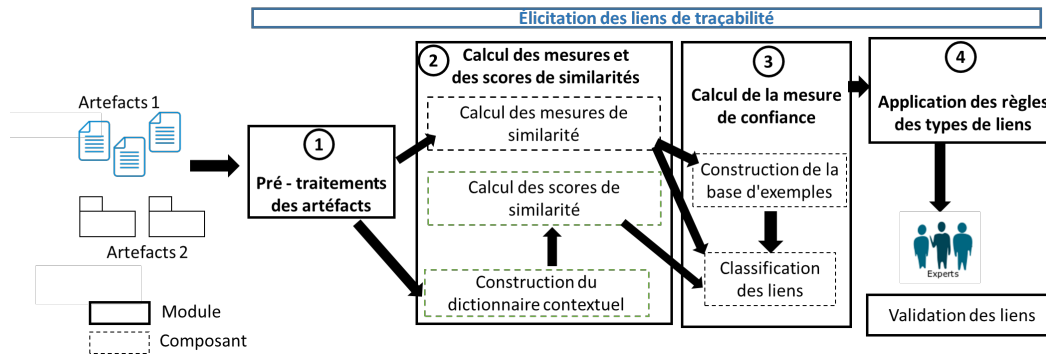 Élicitation des liens de traçabilité
Artefacts 1
Artefacts 2
Module
Composant
1
Pré - traitements
des artéfacts
2
Calcul des mesures et
des scores de similarités
Calcul des mesures de
similarité
Calcul des scores de
similarité
Construction du
dictionnaire contextuel
3
Calcul de la mesure
de confiance
Construction de la
base d'exemples
Classification
des liens
4
Application des règles
des types de liens
Experts
Validation des liens